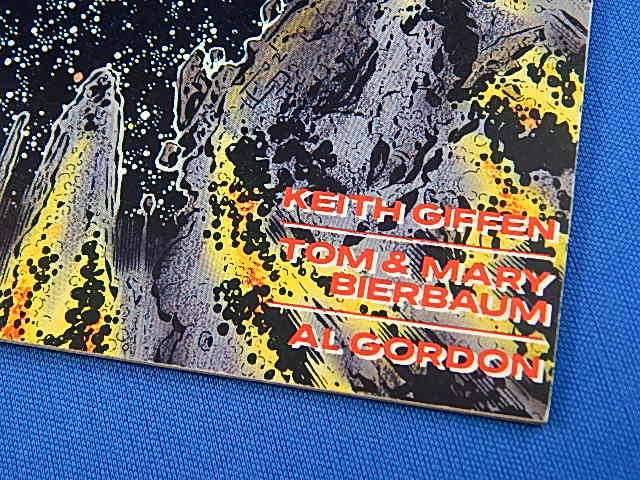 KEITH GIFFEN
TOM & MARY
BIERBAUM
AL GORDON